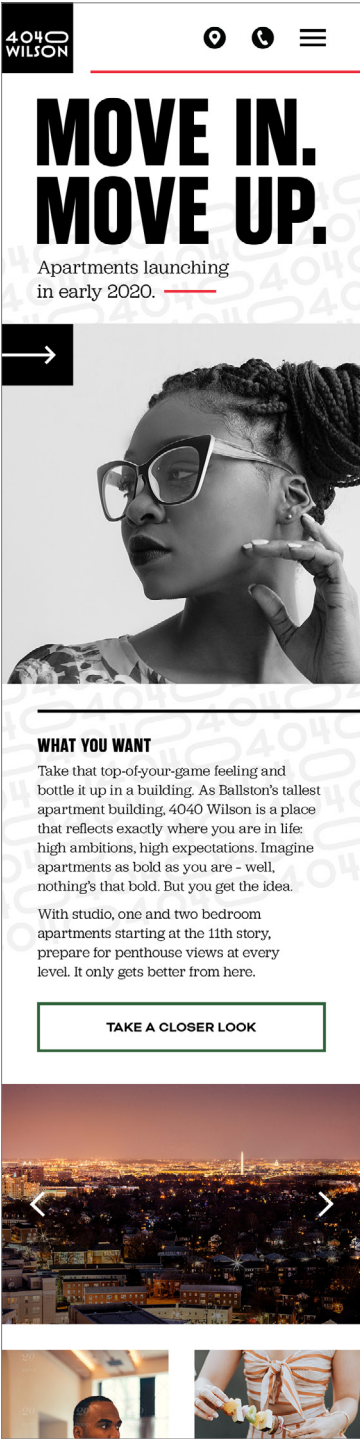 4040
WILSON
MOVE IN.
MOVE UP.
Apartments launching
in early 2020.
WHAT YOU WANT
Take that top-of-your-game feeling and
bottle it up in a building. As Ballston's tallest
apartment building, 4040 Wilson is a place
that reflects exactly where you are in life:
high ambitions, high expectations. Imagine
apartments as bold as you are - well,
nothing's that bold. But you get the idea.
With studio, one and two bedroom
apartments starting at the 11th story,
prepare for penthouse views at every
level. It only gets better from here.
TAKE A CLOSER LOOK